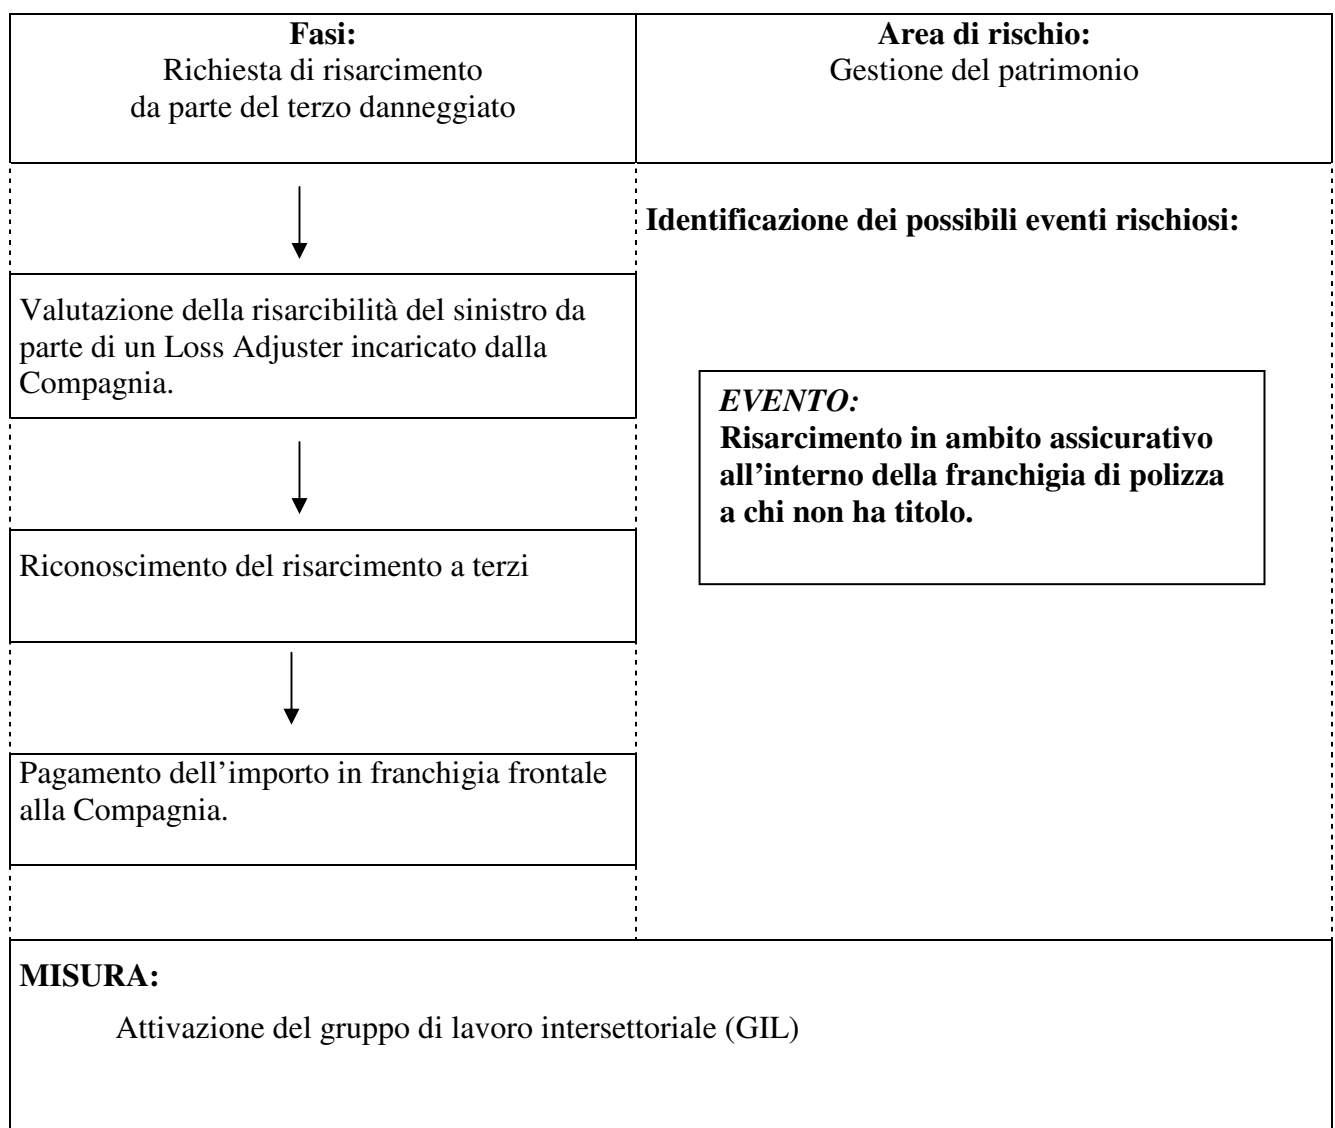 Fasi:
Richiesta di risarcimento
da parte del terzo danneggiato
Area di rischio:
Gestione del patrimonio
Identificazione dei possibili eventi rischiosi:
Valutazione della risarcibilità del sinistro da
parte di un Loss Adjuster incaricato dalla
Compagnia.
EVENTO:
Risarcimento in ambito assicurativo
all’interno della franchigia di polizza
a chi non ha titolo.
Riconoscimento del risarcimento a terzi
Pagamento dell’importo in franchigia frontale
alla Compagnia.
MISURA:
Attivazione del gruppo di lavoro intersettoriale (GIL)